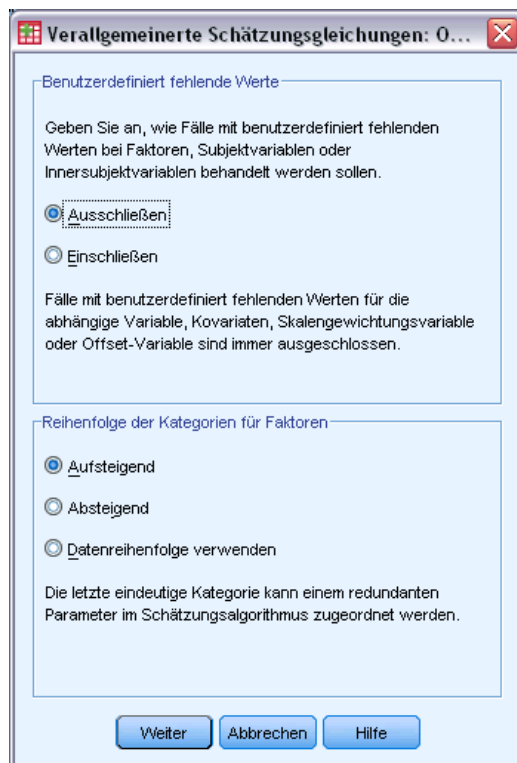 Verallgemeinerte Schätzungsgleichungen: O...
Benutzerdefiniert fehlende Werte
Geben Sie an, wie Fälle mit benutzerdefiniert fehlenden
Werten bei Faktoren, Subjektvariablen oder
Innersubjektvariablen behandelt werden sollen.
Ausschließen
Einschließen
Fälle mit benutzerdefiniert fehlenden Werten für die
abhängige Variable, Kovariaten, Skalengewichtungsvariable
oder Offset-Variable sind immer ausgeschlossen.
Reihenfolge der Kategorien für Faktoren
Aufsteigend
Absteigend
Datenreihenfolge verwenden
Die letzte eindeutige Kategorie kann einem redundanten
Parameter im Schätzungsalgorithmus zugeordnet werden.
Weiter Abbrechen Hilfe